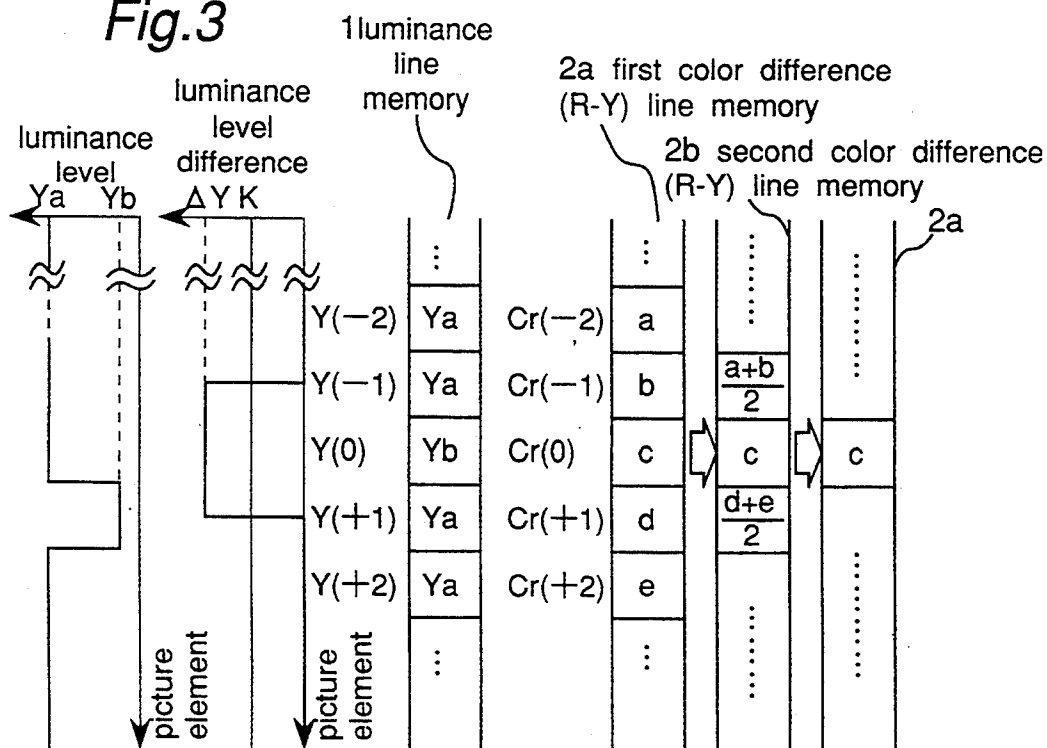 Fig.3
1luminance
line
memory
2a first color difference
(R-Y) line memory
luminance
level
difference
luminance
level
2b second color difference
(R-Y) line memory
2a
Ya Yb
ΔY K
Y(−2) Ya Cr(−2) a
Y(−1) Ya Cr(−1) b
a+b
2
Y(0) Yb Cr(0) c c c
Y(+1) Ya Cr(+1) d
d+e
2
Y(+2) Ya Cr(+2) e
picture
element
picture
element